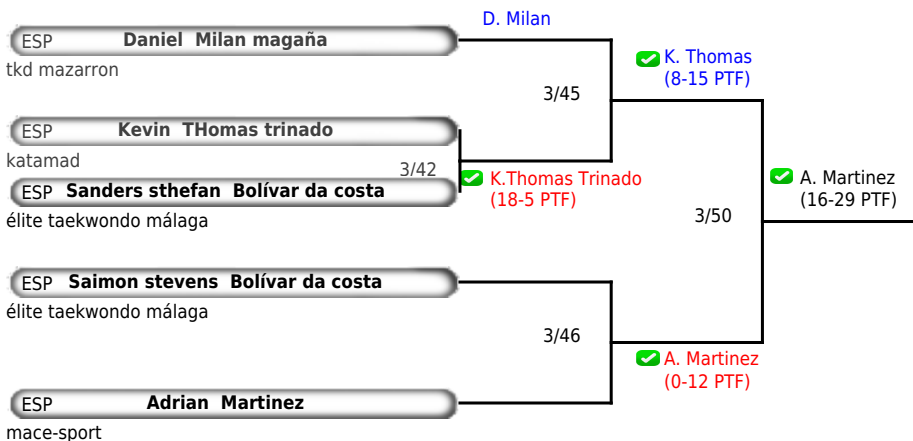 D. Milan
ESP Daniel Milan magaña
tkd mazarron
K. Thomas
(8-15 PTF)
3/45
ESP Kevin THomas trinado
katamad
3/42
K.Thomas Trinado
(18-5 PTF)
A. Martinez
(16-29 PTF)
ESP Sanders sthefan Bolívar da costa
élite taekwondo málaga
3/50
ESP Saimon stevens Bolívar da costa
élite taekwondo málaga
3/46
A. Martinez
(0-12 PTF)
ESP Adrian Martinez
mace-sport